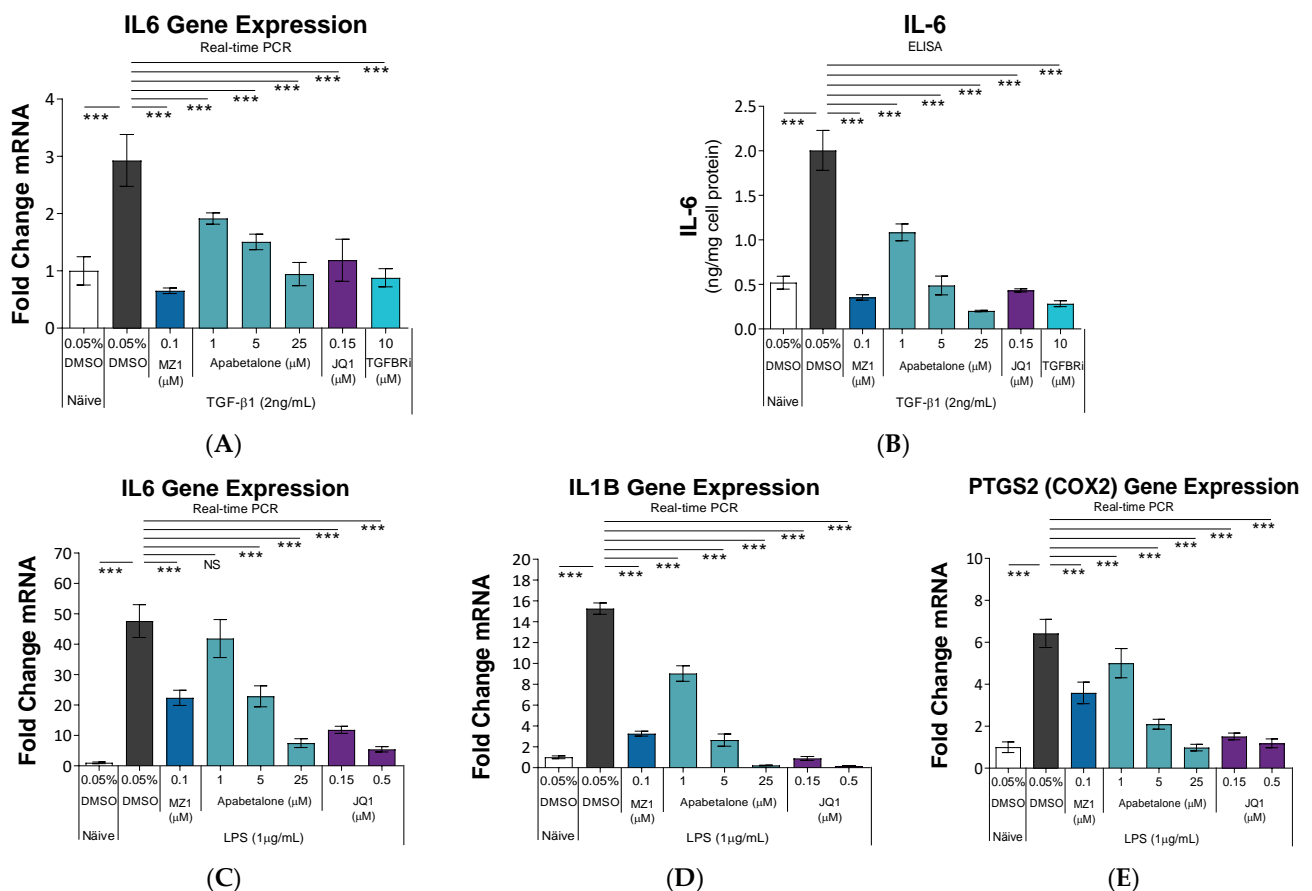 IL6 Gene Expression
Real-time PCR
*** *** *** *** *** *** ***
Fold Change mRNA
4
3
2
1
0
0.05% 0.05% 0.1 1 5 25 0.15 10
DMSO DMSO MZ1 Apabetalone (μM) JQ1 TGFBRi
(μM) (μM) (μM)
Näive TGF-β1 (2ng/mL)
(A)
IL-6
ELISA
*** *** *** *** *** *** ***
IL-6
(ng/mg cell protein)
2.5
2.0
1.5
1.0
0.5
0.0
0.05% 0.05% 0.1 1 5 25 0.15 10
DMSO DMSO MZ1 Apabetalone (μM) JQ1 TGFBRi
(μM) (μM) (μM)
Näive TGF-β1 (2ng/mL)
(B)
IL6 Gene Expression
Real-time PCR
*** *** NS *** *** *** ***
Fold Change mRNA
70
60
50
40
30
20
10
0
0.05% 0.05% 0.1 1 5 25 0.15 0.5
DMSO DMSO MZ1 Apabetalone (μM) JQ1
(μM) (μM)
Näive LPS (1μg/mL)
(C)
IL1B Gene Expression
Real-time PCR
*** *** *** *** *** *** ***
Fold Change mRNA
20
18
16
14
12
10
8
6
4
2
0
0.05% 0.05% 0.1 1 5 25 0.15 0.5
DMSO DMSO MZ1 Apabetalone (μM) JQ1
(μM) (μM)
Näive LPS (1μg/mL)
(D)
PTGS2 (COX2) Gene Expression
Real-time PCR
*** *** *** *** *** *** ***
Fold Change mRNA
10
8
6
4
2
0
0.05% 0.05% 0.1 1 5 25 0.15 0.5
DMSO DMSO MZ1 Apabetalone (μM) JQ1
(μM) (μM)
Näive LPS (1μg/mL)
(E)